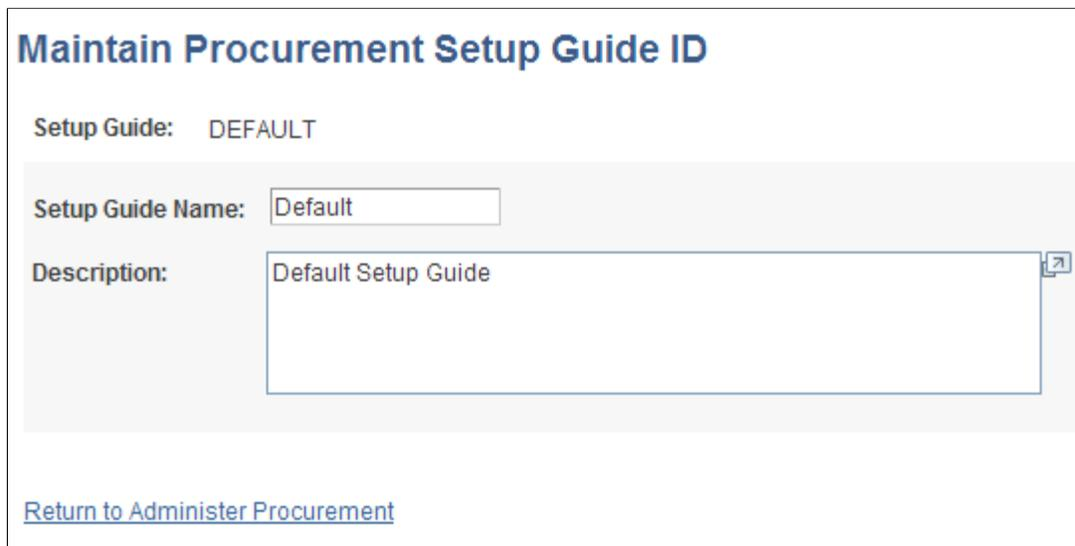 Maintain Procurement Setup Guide ID
Setup Guide: DEFAULT
Setup Guide Name: Default
Description: Default Setup Guide
Return to Administer Procurement